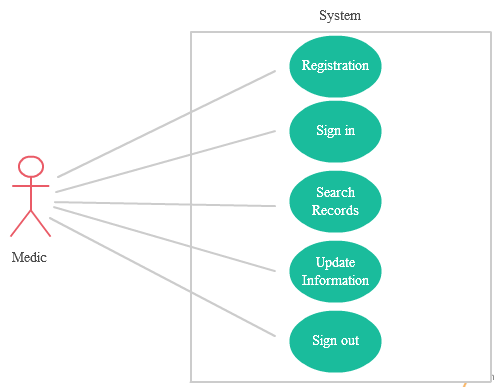 System
Registration
Sign in
Search
Records
Update
Information
Sign out
Medic